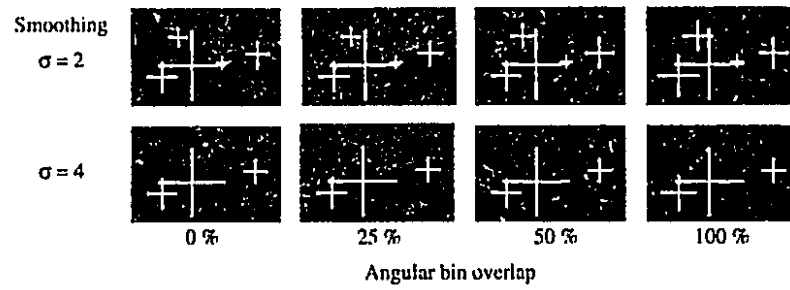 Smoothing
σ = 2
σ = 4
0 %
25 %
50 %
100 %
Angular bin overlap